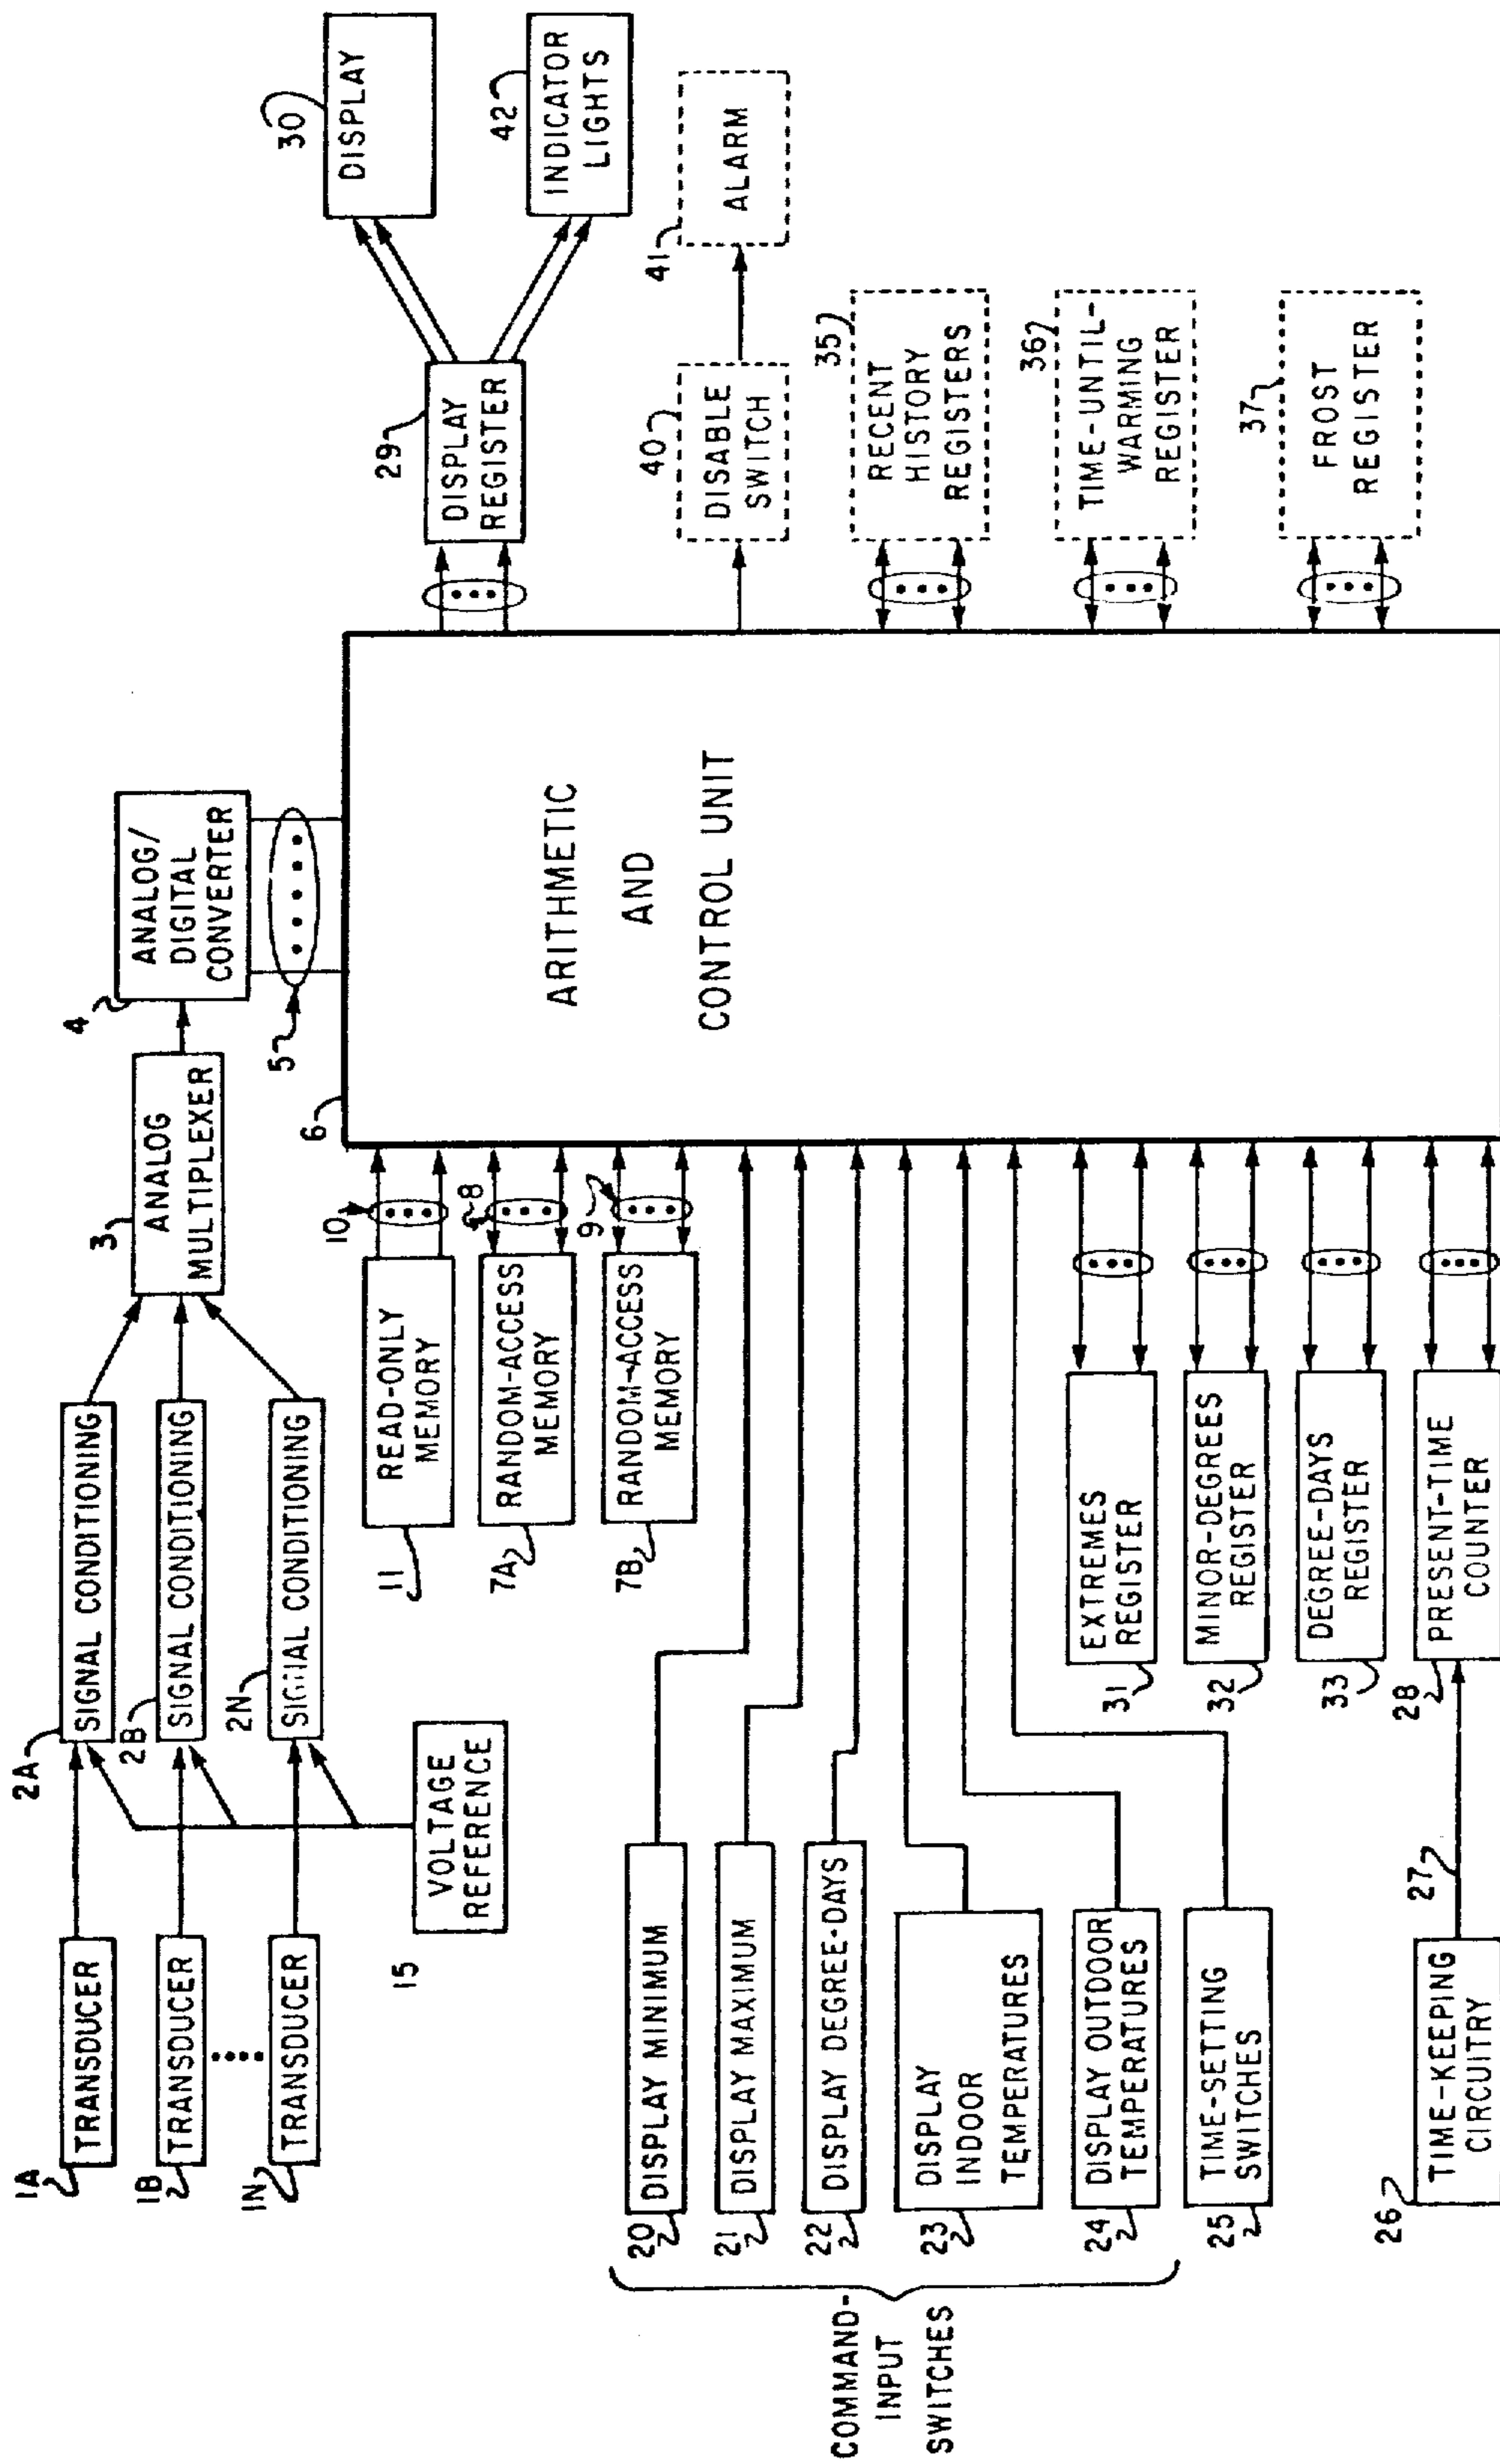 1A
TRANSDUCER
1B
TRANSDUCER
1N
TRANSDUCER
2A
SIGNAL CONDITIONING
2B
SIGNAL CONDITIONING
2N
SIGNAL CONDITIONING
15
VOLTAGE
REFERENCE
3
ANALOG
MULTIPLEXER
4
ANALOG/
DIGITAL
CONVERTER
5
6
ARITHMETIC
AND
CONTROL UNIT
11
READ-ONLY
MEMORY
10
7A
RANDOM-ACCESS
MEMORY
8
7B
RANDOM-ACCESS
MEMORY
9
COMMAND-
INPUT
SWITCHES
20
DISPLAY MINIMUM
21
DISPLAY MAXIMUM
22
DISPLAY DEGREE-DAYS
23
DISPLAY
INDOOR
TEMPERATURES
24
DISPLAY OUTDOOR
TEMPERATURES
25
TIME-SETTING
SWITCHES
31
EXTREMES
REGISTER
32
MINOR-DEGREES
REGISTER
33
DEGREE-DAYS
REGISTER
26
TIME-KEEPING
CIRCUITRY
27
28
PRESENT-TIME
COUNTER
29
DISPLAY
REGISTER
30
DISPLAY
42
INDICATOR
LIGHTS
40
DISABLE
SWITCH
41
ALARM
35
RECENT
HISTORY
REGISTERS
36
TIME-UNTIL-
WARMING
REGISTER
37
FROST
REGISTER